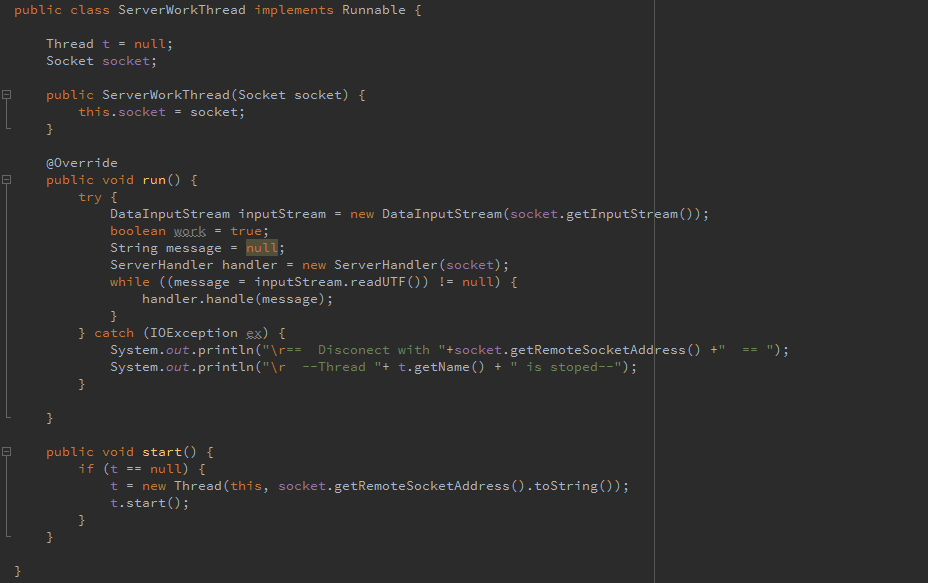 public class ServerWorkThread implements Runnable {
Thread t = null;
Socket socket;
public ServerWorkThread(Socket socket) {
this.socket = socket;
}
@Override
public void run() {
try {
DataInputStream inputStream = new DataInputStream(socket.getInputStream());
boolean work = true;
String message = null;
ServerHandler handler = new ServerHandler(socket);
while ((message = inputStream.readUTF()) != null) {
handler.handle(message);
}
} catch (IOException ex) {
System.out.println("\r==  Disconect with "+socket.getRemoteSocketAddress() +"  == ");
System.out.println("\r  --Thread "+ t.getName() + " is stoped--");
}
}
public void start() {
if (t == null) {
t = new Thread(this, socket.getRemoteSocketAddress().toString());
t.start();
}
}
}